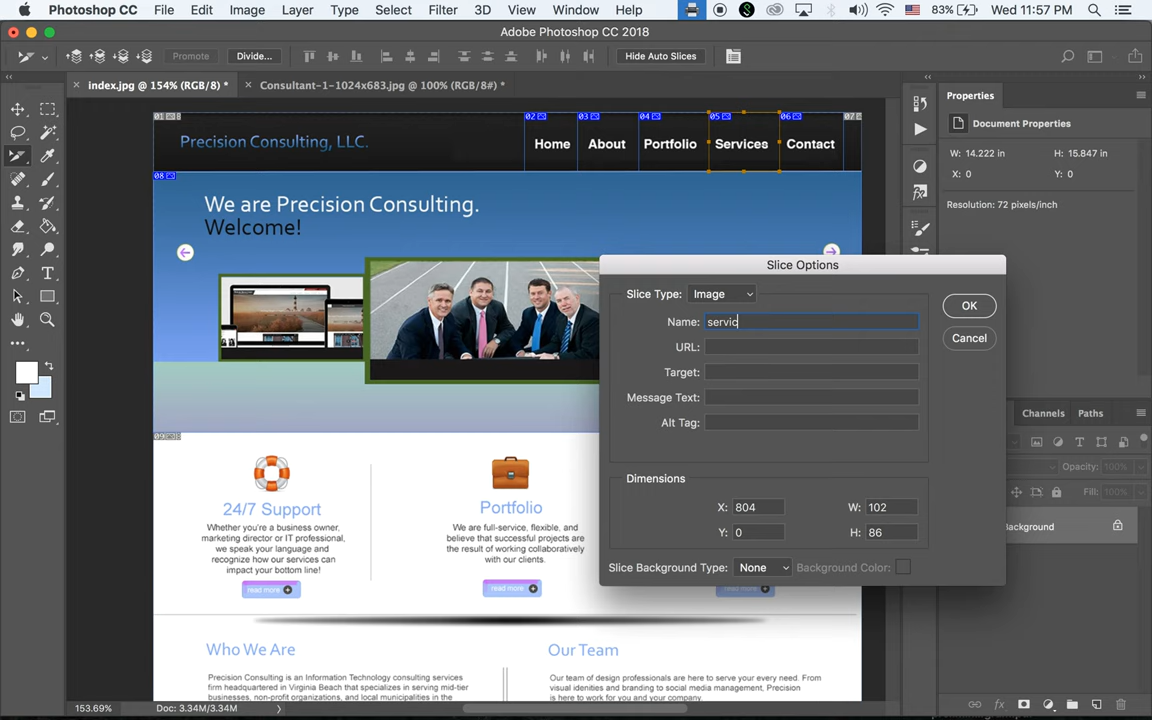 Photoshop CC File Edit Image Layer Type Select Filter 3D View Window Help 83% Wed 11:57 PM
Adobe Photoshop CC 2018
Promote Divide... Hide Auto Slices
index.jpg @ 154% (RGB/8) * Consultant-1-1024x683.jpg @ 100% (RGB/8#) *
01 02 03 04 05 06 07
Precision Consulting, LLC. Home About Portfolio Services Contact
08
We are Precision Consulting.
Welcome!
09
24/7 Support
Whether you're a business owner,
marketing director or IT professional,
we speak your language and
recognize how our services can
impact your bottom line!
read more
Portfolio
We are full-service, flexible, and
believe that successful projects are
the result of working collaboratively
with our clients.
read more
read more
Who We Are
Precision Consulting is an Information Technology consulting services
firm headquartered in Virginia Beach that specializes in serving mid-tier
businesses, non-profit organizations, and local municipalities in the
Our Team
Our team of design professionals are here to serve your every need. From
visual identities and branding to social media management, Precision
is here to work for you and your company.
Slice Options
Slice Type: Image
Name: servic
URL:
Target:
Message Text:
Alt Tag:
OK
Cancel
Dimensions
X: 804 W: 102
Y: 0 H: 86
Slice Background Type: None Background Color:
Properties
Document Properties
W: 14.222 in H: 15.847 in
X: 0 Y: 0
Resolution: 72 pixels/inch
Channels Paths
Opacity: 100%
Fill: 100%
Background
153.69% Doc: 3.34M/3.34M